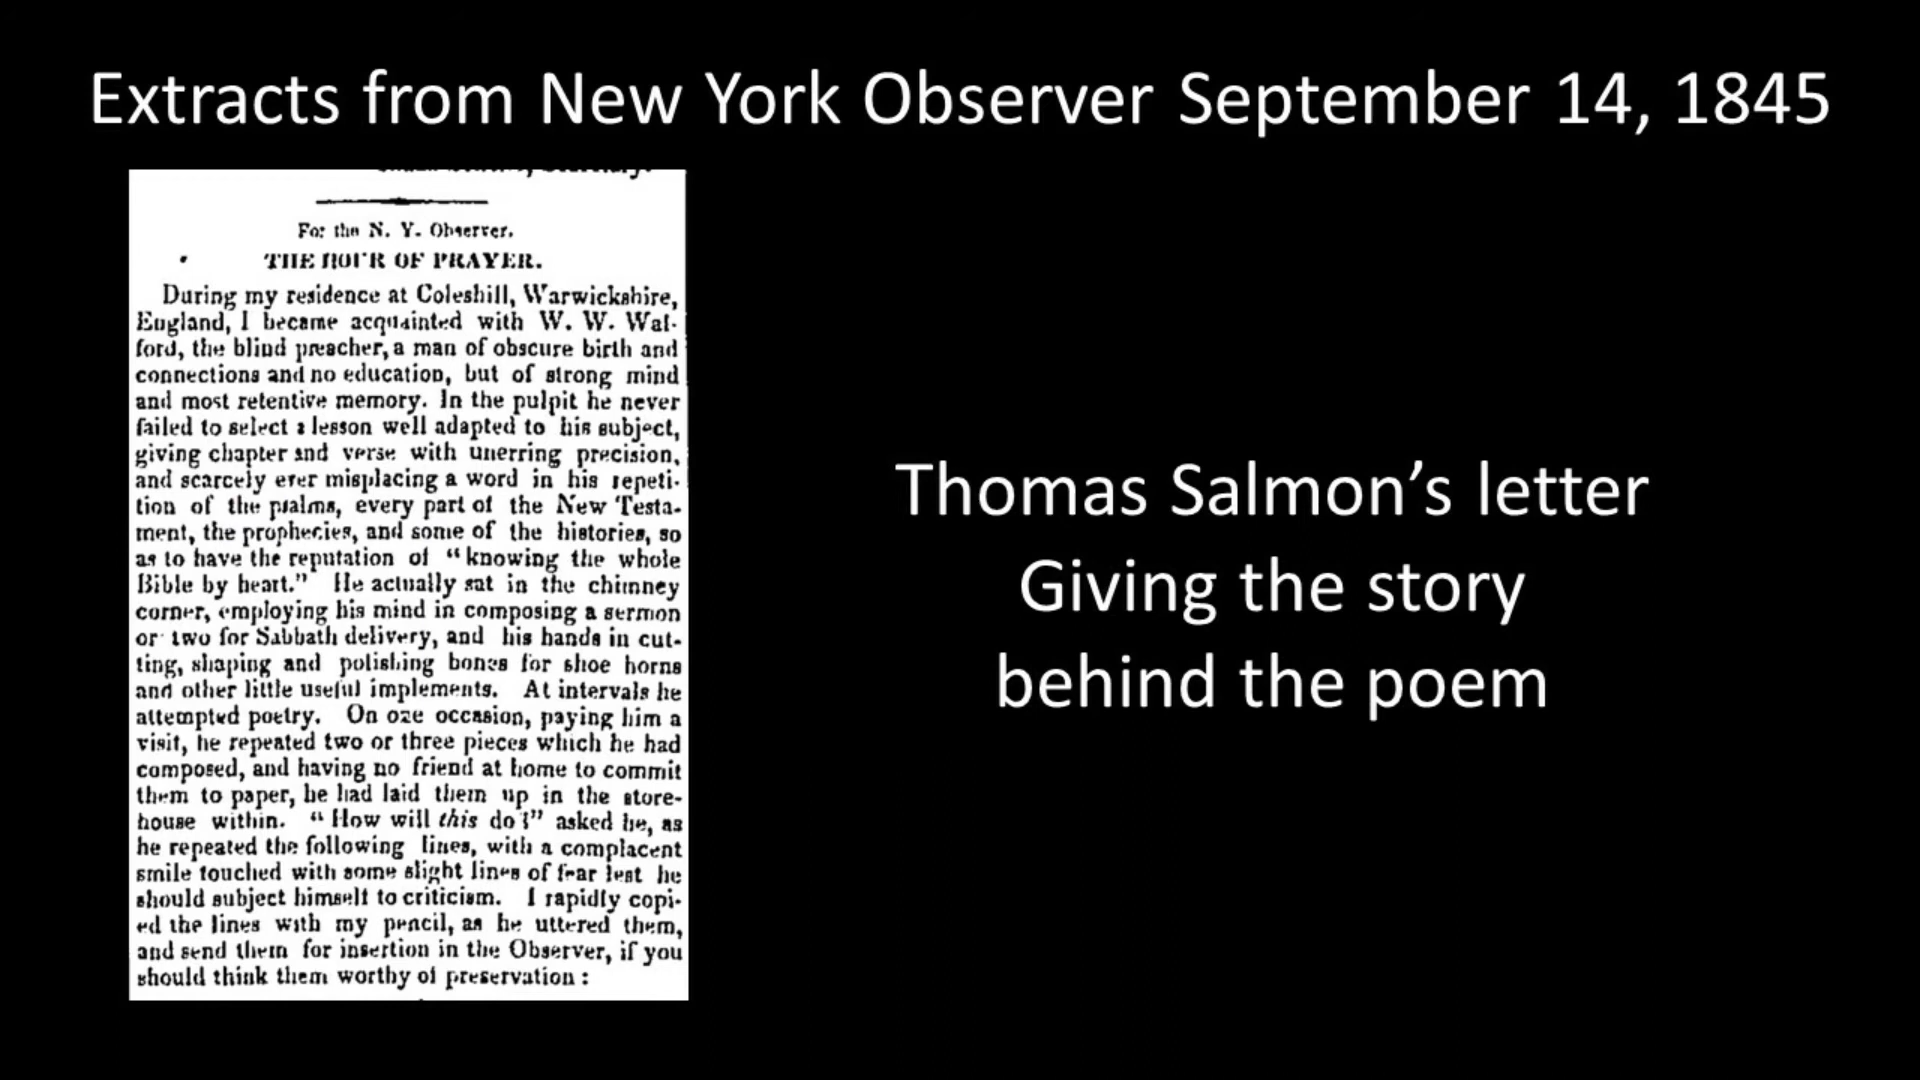 Extracts from New York Observer September 14, 1845
For the N. Y. Observer.
THE HOUR OF PRAYER.
During my residence at Coleshill, Warwickshire,
England, I became acquainted with W. W. Wal-
ford, the blind preacher, a man of obscure birth and
connections and no education, but of strong mind
and most retentive memory. In the pulpit he never
failed to select a lesson well adapted to his subject,
giving chapter and verse with unerring precision,
and scarcely ever misplacing a word in his repeti-
tion of the psalms, every part of the New Testa-
ment, the prophecies, and some of the histories, so
as to have the reputation of “knowing the whole
Bible by heart.” He actually sat in the chimney
corner, employing his mind in composing a sermon
or two for Sabbath delivery, and his hands in cut-
ting, shaping and polishing bones for shoe horns
and other little useful implements. At intervals he
attempted poetry. On one occasion, paying him a
visit, he repeated two or three pieces which he had
composed, and having no friend at home to commit
them to paper, he had laid them up in the store-
house within. “How will this do?” asked he, as
he repeated the following lines, with a complacent
smile touched with some slight lines of fear lest he
should subject himself to criticism. I rapidly copi-
ed the lines with my pencil, as he uttered them,
and send them for insertion in the Observer, if you
should think them worthy of preservation :
Thomas Salmon’s letter
Giving the story
behind the poem